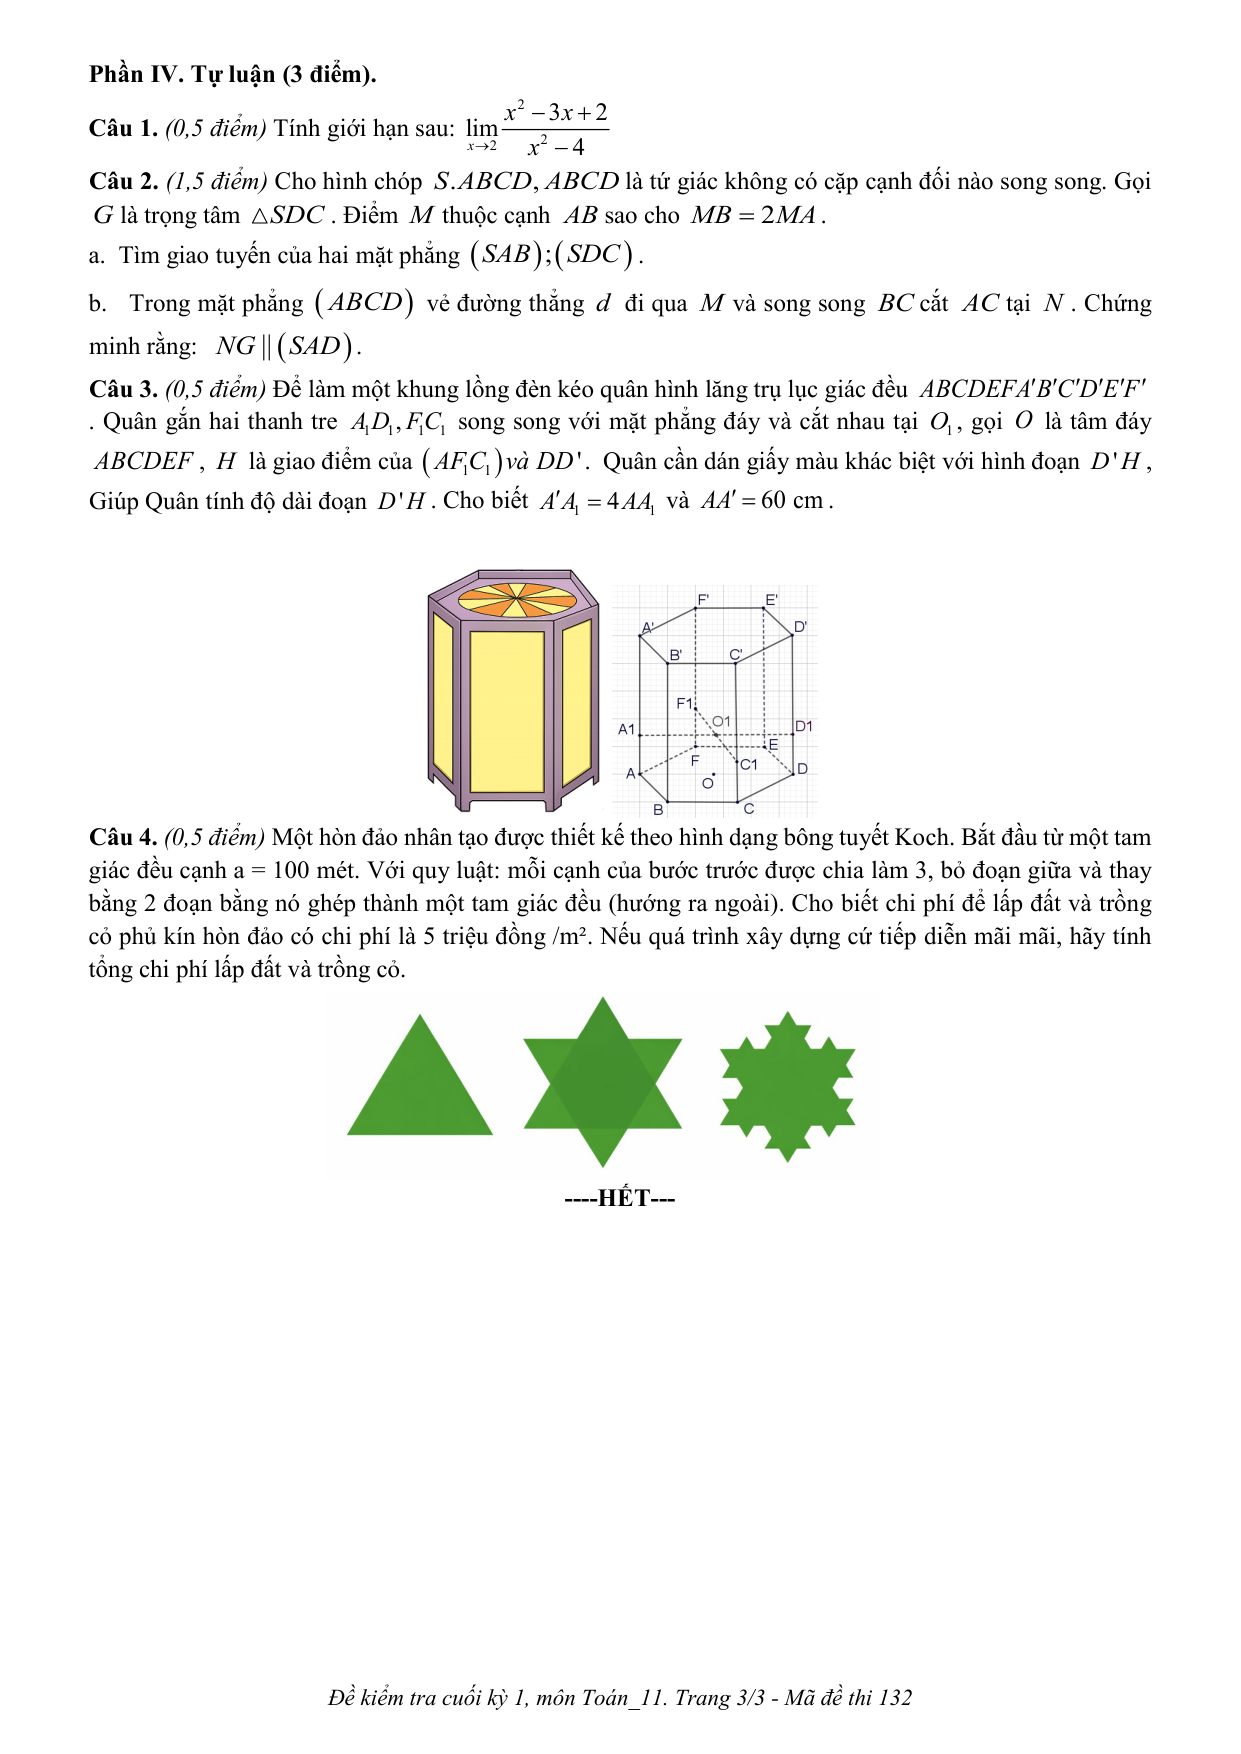 Phần IV. Tự luận (3 điểm).
Câu 1. (0,5 điểm) Tính giới hạn sau: lim x→2 (x² − 3x + 2)/(x² − 4)
Câu 2. (1,5 điểm) Cho hình chóp S.ABCD, ABCD là tứ giác không có cặp cạnh đối nào song song. Gọi
G là trọng tâm △SDC . Điểm M thuộc cạnh AB sao cho MB = 2MA .
a. Tìm giao tuyến của hai mặt phẳng (SAB);(SDC).
b. Trong mặt phẳng (ABCD) vẻ đường thẳng d đi qua M và song song BC cắt AC tại N . Chứng
minh rằng: NG || (SAD).
Câu 3. (0,5 điểm) Để làm một khung lồng đèn kéo quân hình lăng trụ lục giác đều ABCDEFA'B'C'D'E'F'
. Quân gắn hai thanh tre A₁D₁, F₁C₁ song song với mặt phẳng đáy và cắt nhau tại O₁, gọi O là tâm đáy
ABCDEF , H là giao điểm của (AF₁C₁) và DD'. Quân cần dán giấy màu khác biệt với hình đoạn D'H ,
Giúp Quân tính độ dài đoạn D'H . Cho biết A'A₁ = 4AA₁ và AA' = 60 cm .
F' E'
A' D'
B' C'
F1
A1 O1 D1
F C1 E
A O D
B C
Câu 4. (0,5 điểm) Một hòn đảo nhân tạo được thiết kế theo hình dạng bông tuyết Koch. Bắt đầu từ một tam
giác đều cạnh a = 100 mét. Với quy luật: mỗi cạnh của bước trước được chia làm 3, bỏ đoạn giữa và thay
bằng 2 đoạn bằng nó ghép thành một tam giác đều (hướng ra ngoài). Cho biết chi phí để lấp đất và trồng
cỏ phủ kín hòn đảo có chi phí là 5 triệu đồng /m². Nếu quá trình xây dựng cứ tiếp diễn mãi mãi, hãy tính
tổng chi phí lấp đất và trồng cỏ.
----HẾT---
Đề kiểm tra cuối kỳ 1, môn Toán_11. Trang 3/3 - Mã đề thi 132